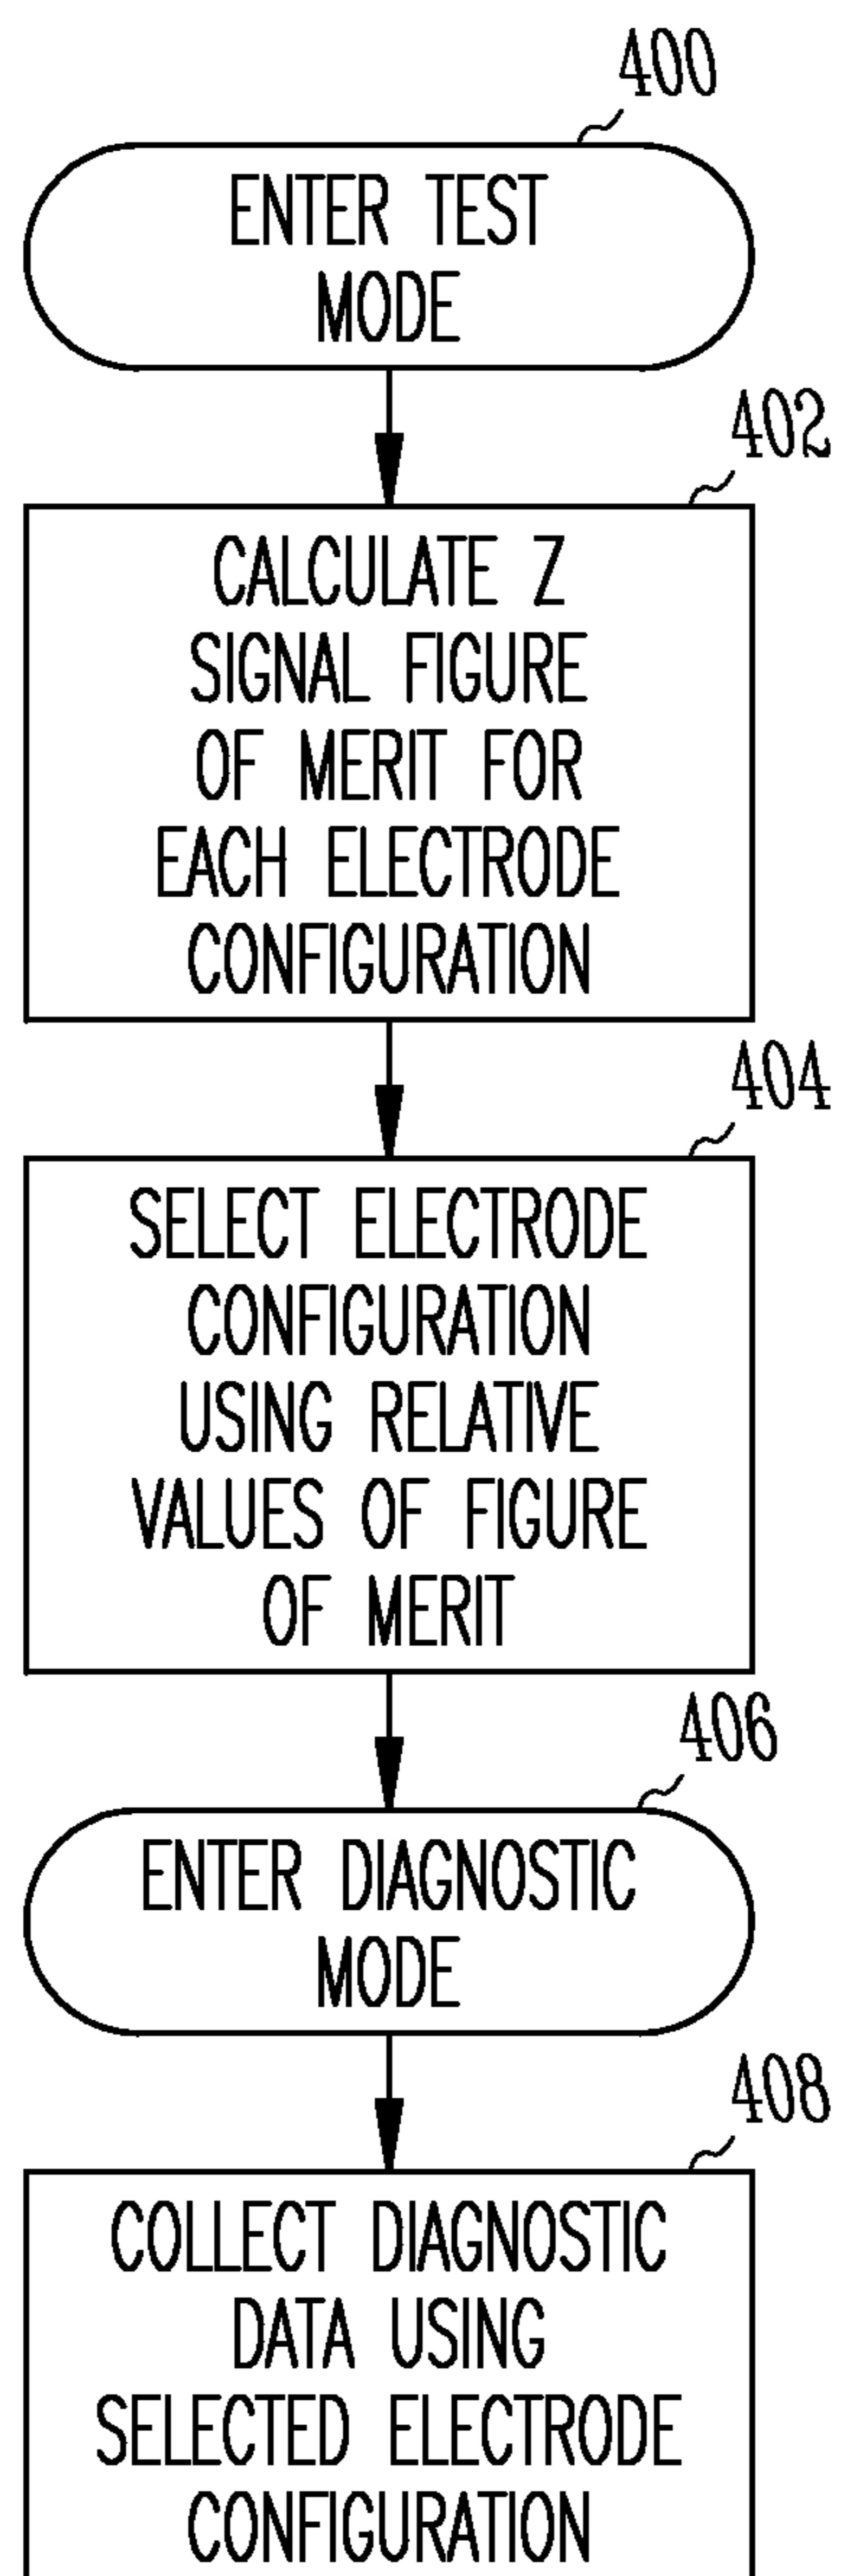 400
ENTER TEST
MODE
402
CALCULATE Z
SIGNAL FIGURE
OF MERIT FOR
EACH ELECTRODE
CONFIGURATION
404
SELECT ELECTRODE
CONFIGURATION
USING RELATIVE
VALUES OF FIGURE
OF MERIT
406
ENTER DIAGNOSTIC
MODE
408
COLLECT DIAGNOSTIC
DATA USING
SELECTED ELECTRODE
CONFIGURATION